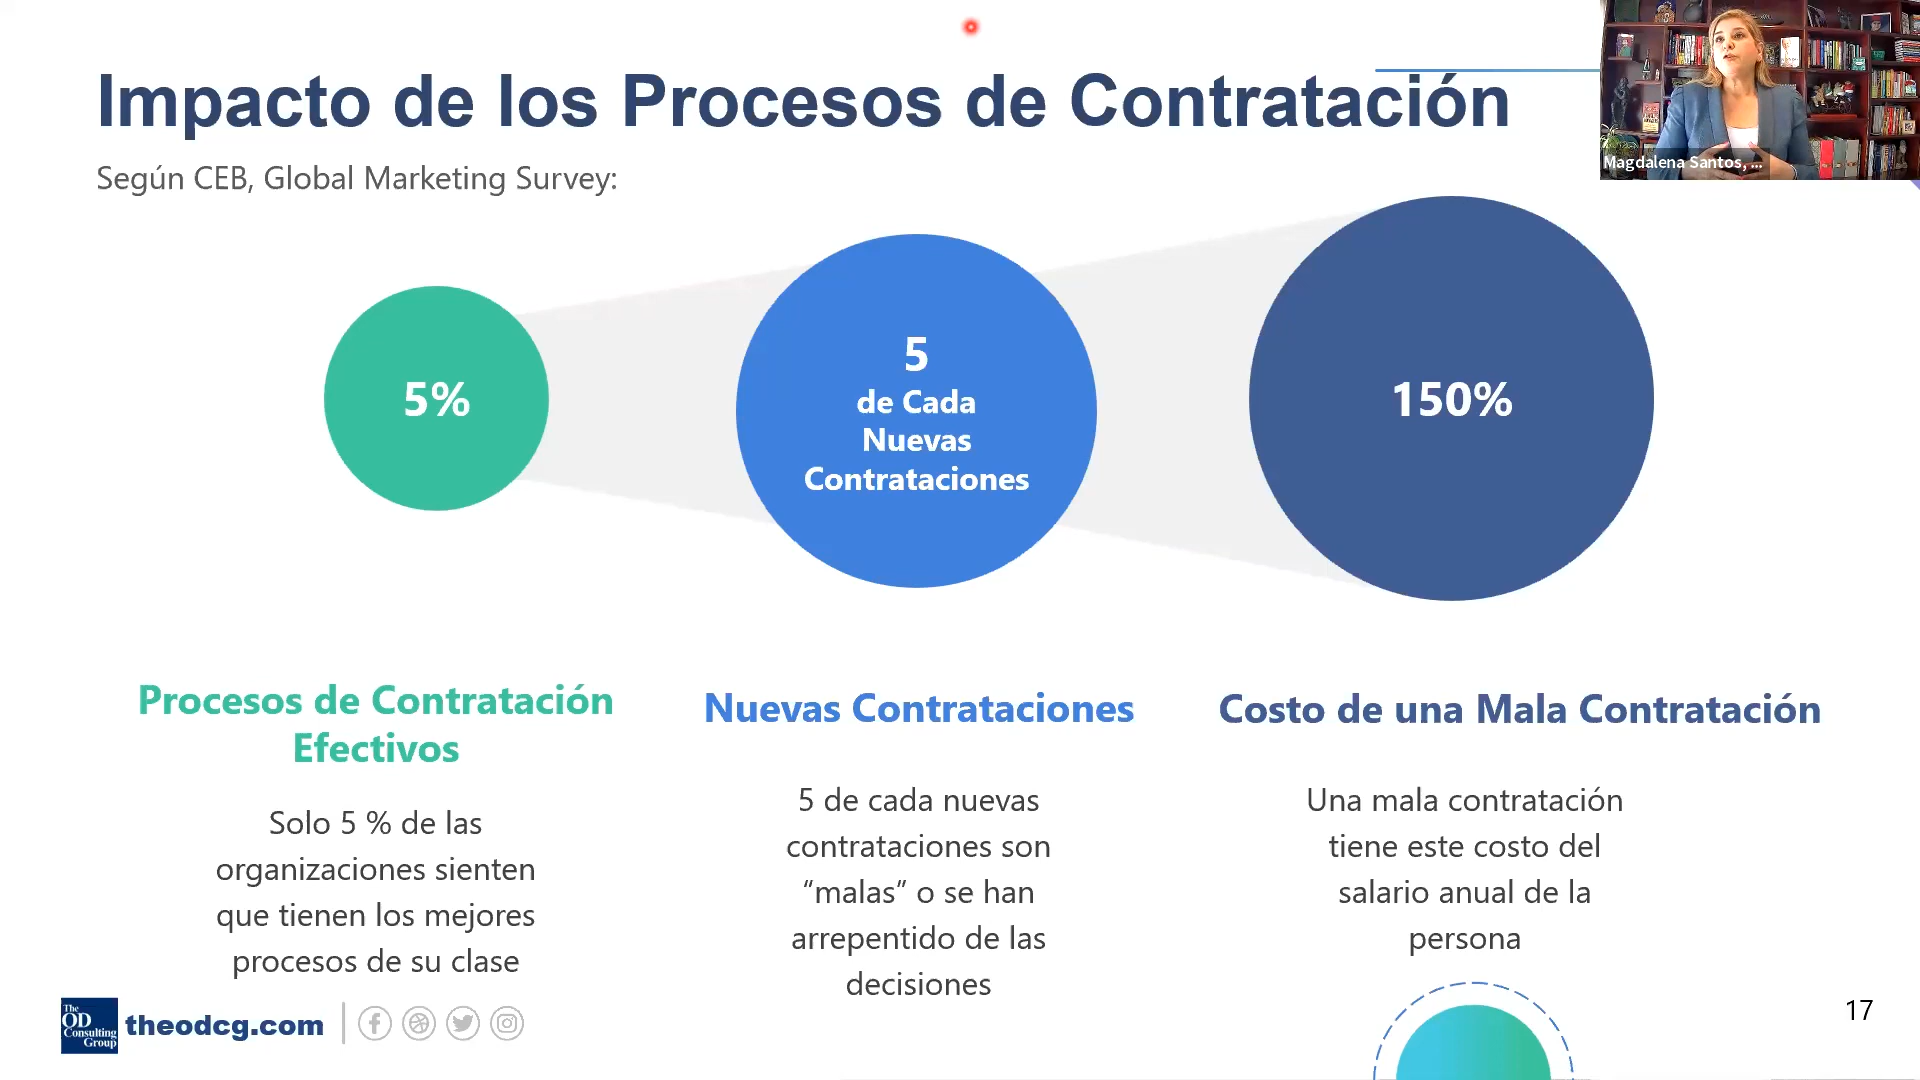 Impacto de los Procesos de Contratación
Según CEB, Global Marketing Survey:
Magdalena Santos, ...
5%
5
de Cada
Nuevas
Contrataciones
150%
Procesos de Contratación
Efectivos
Solo 5 % de las
organizaciones sienten
que tienen los mejores
procesos de su clase
Nuevas Contrataciones
5 de cada nuevas
contrataciones son
“malas” o se han
arrepentido de las
decisiones
Costo de una Mala Contratación
Una mala contratación
tiene este costo del
salario anual de la
persona
The
OD
Consulting
Group
theodcg.com
17